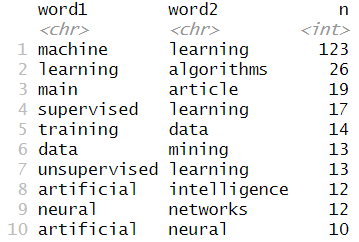 word1 word2 n
<chr> <chr> <int>
1 machine learning 123
2 learning algorithms 26
3 main article 19
4 supervised learning 17
5 training data 14
6 data mining 13
7 unsupervised learning 13
8 artificial intelligence 12
9 neural networks 12
10 artificial neural 10